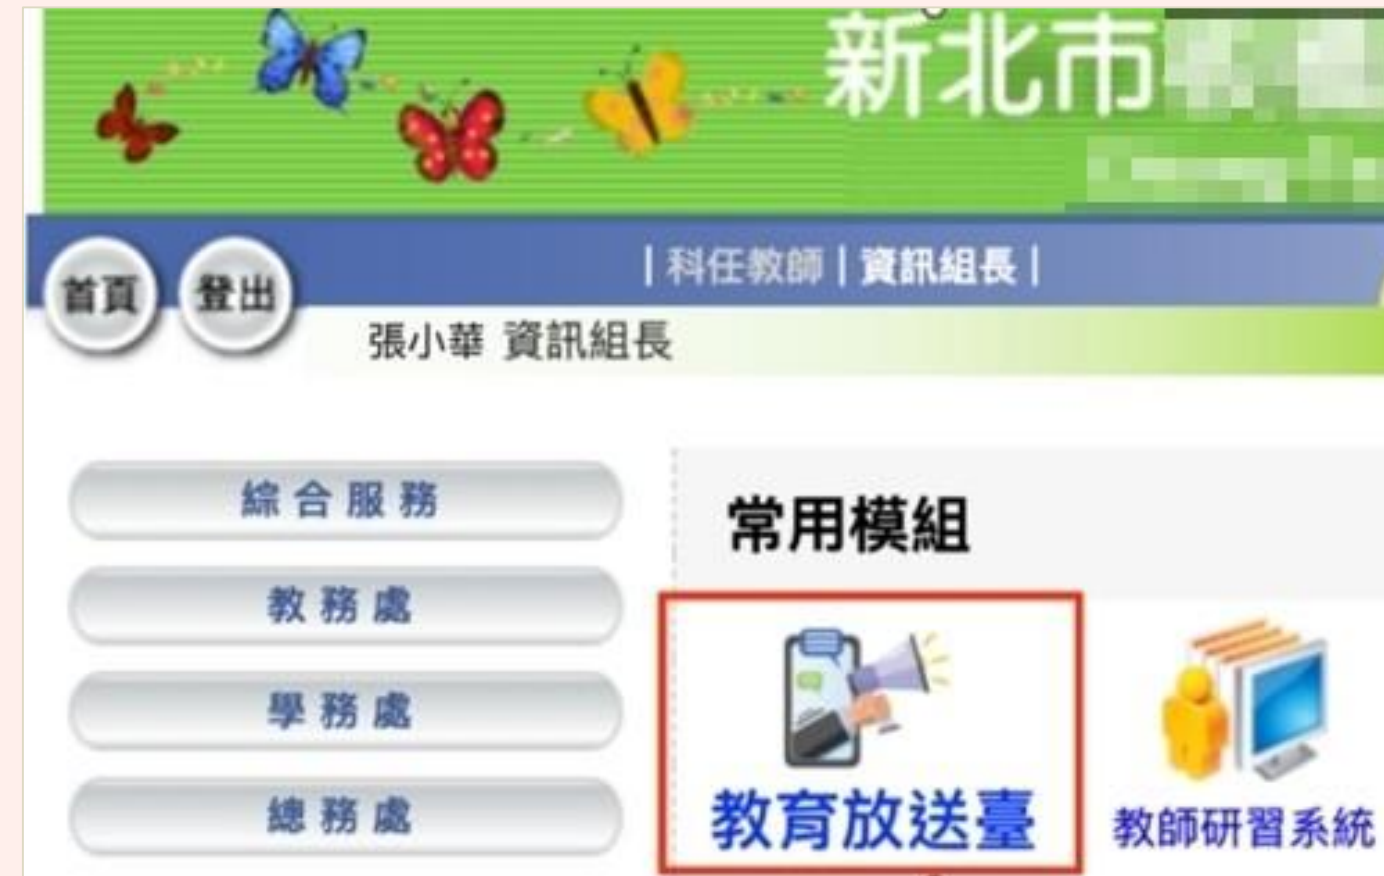 新北市
首頁 登出 | 科任教師 | 資訊組長 |
張小華 資訊組長
綜合服務
教務處
學務處
總務處
常用模組
教育放送臺
教師研習系統